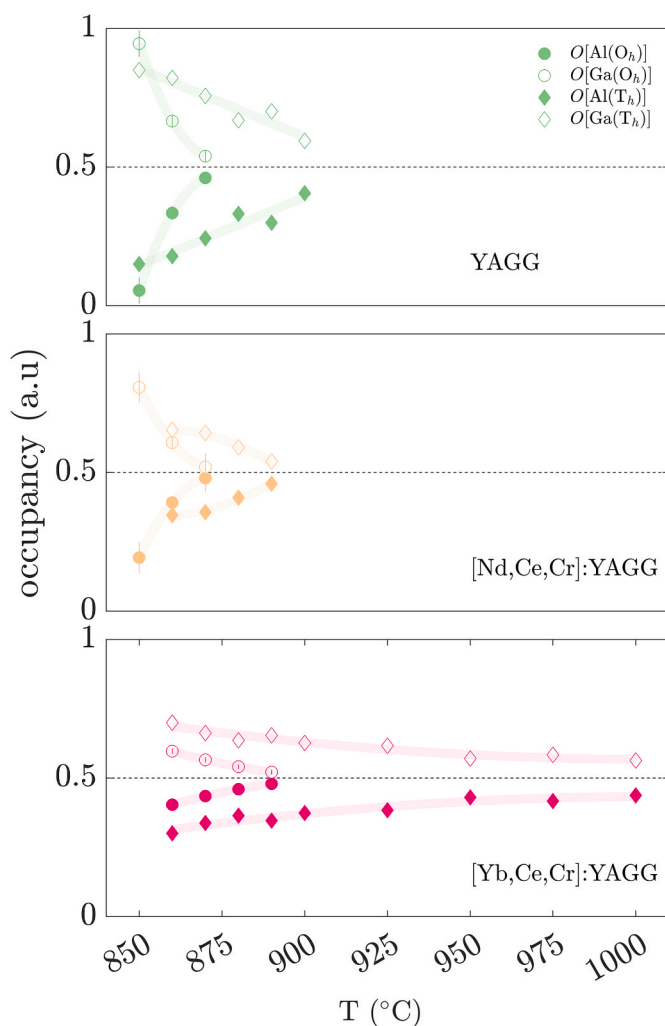 1
O[Al(Oₕ)]
O[Ga(Oₕ)]
O[Al(Tₕ)]
O[Ga(Tₕ)]
0.5
YAGG
0
1
occupancy (a.u)
0.5
[Nd,Ce,Cr]:YAGG
0
1
0.5
[Yb,Ce,Cr]:YAGG
0
850 875 900 925 950 975 1000
T (°C)